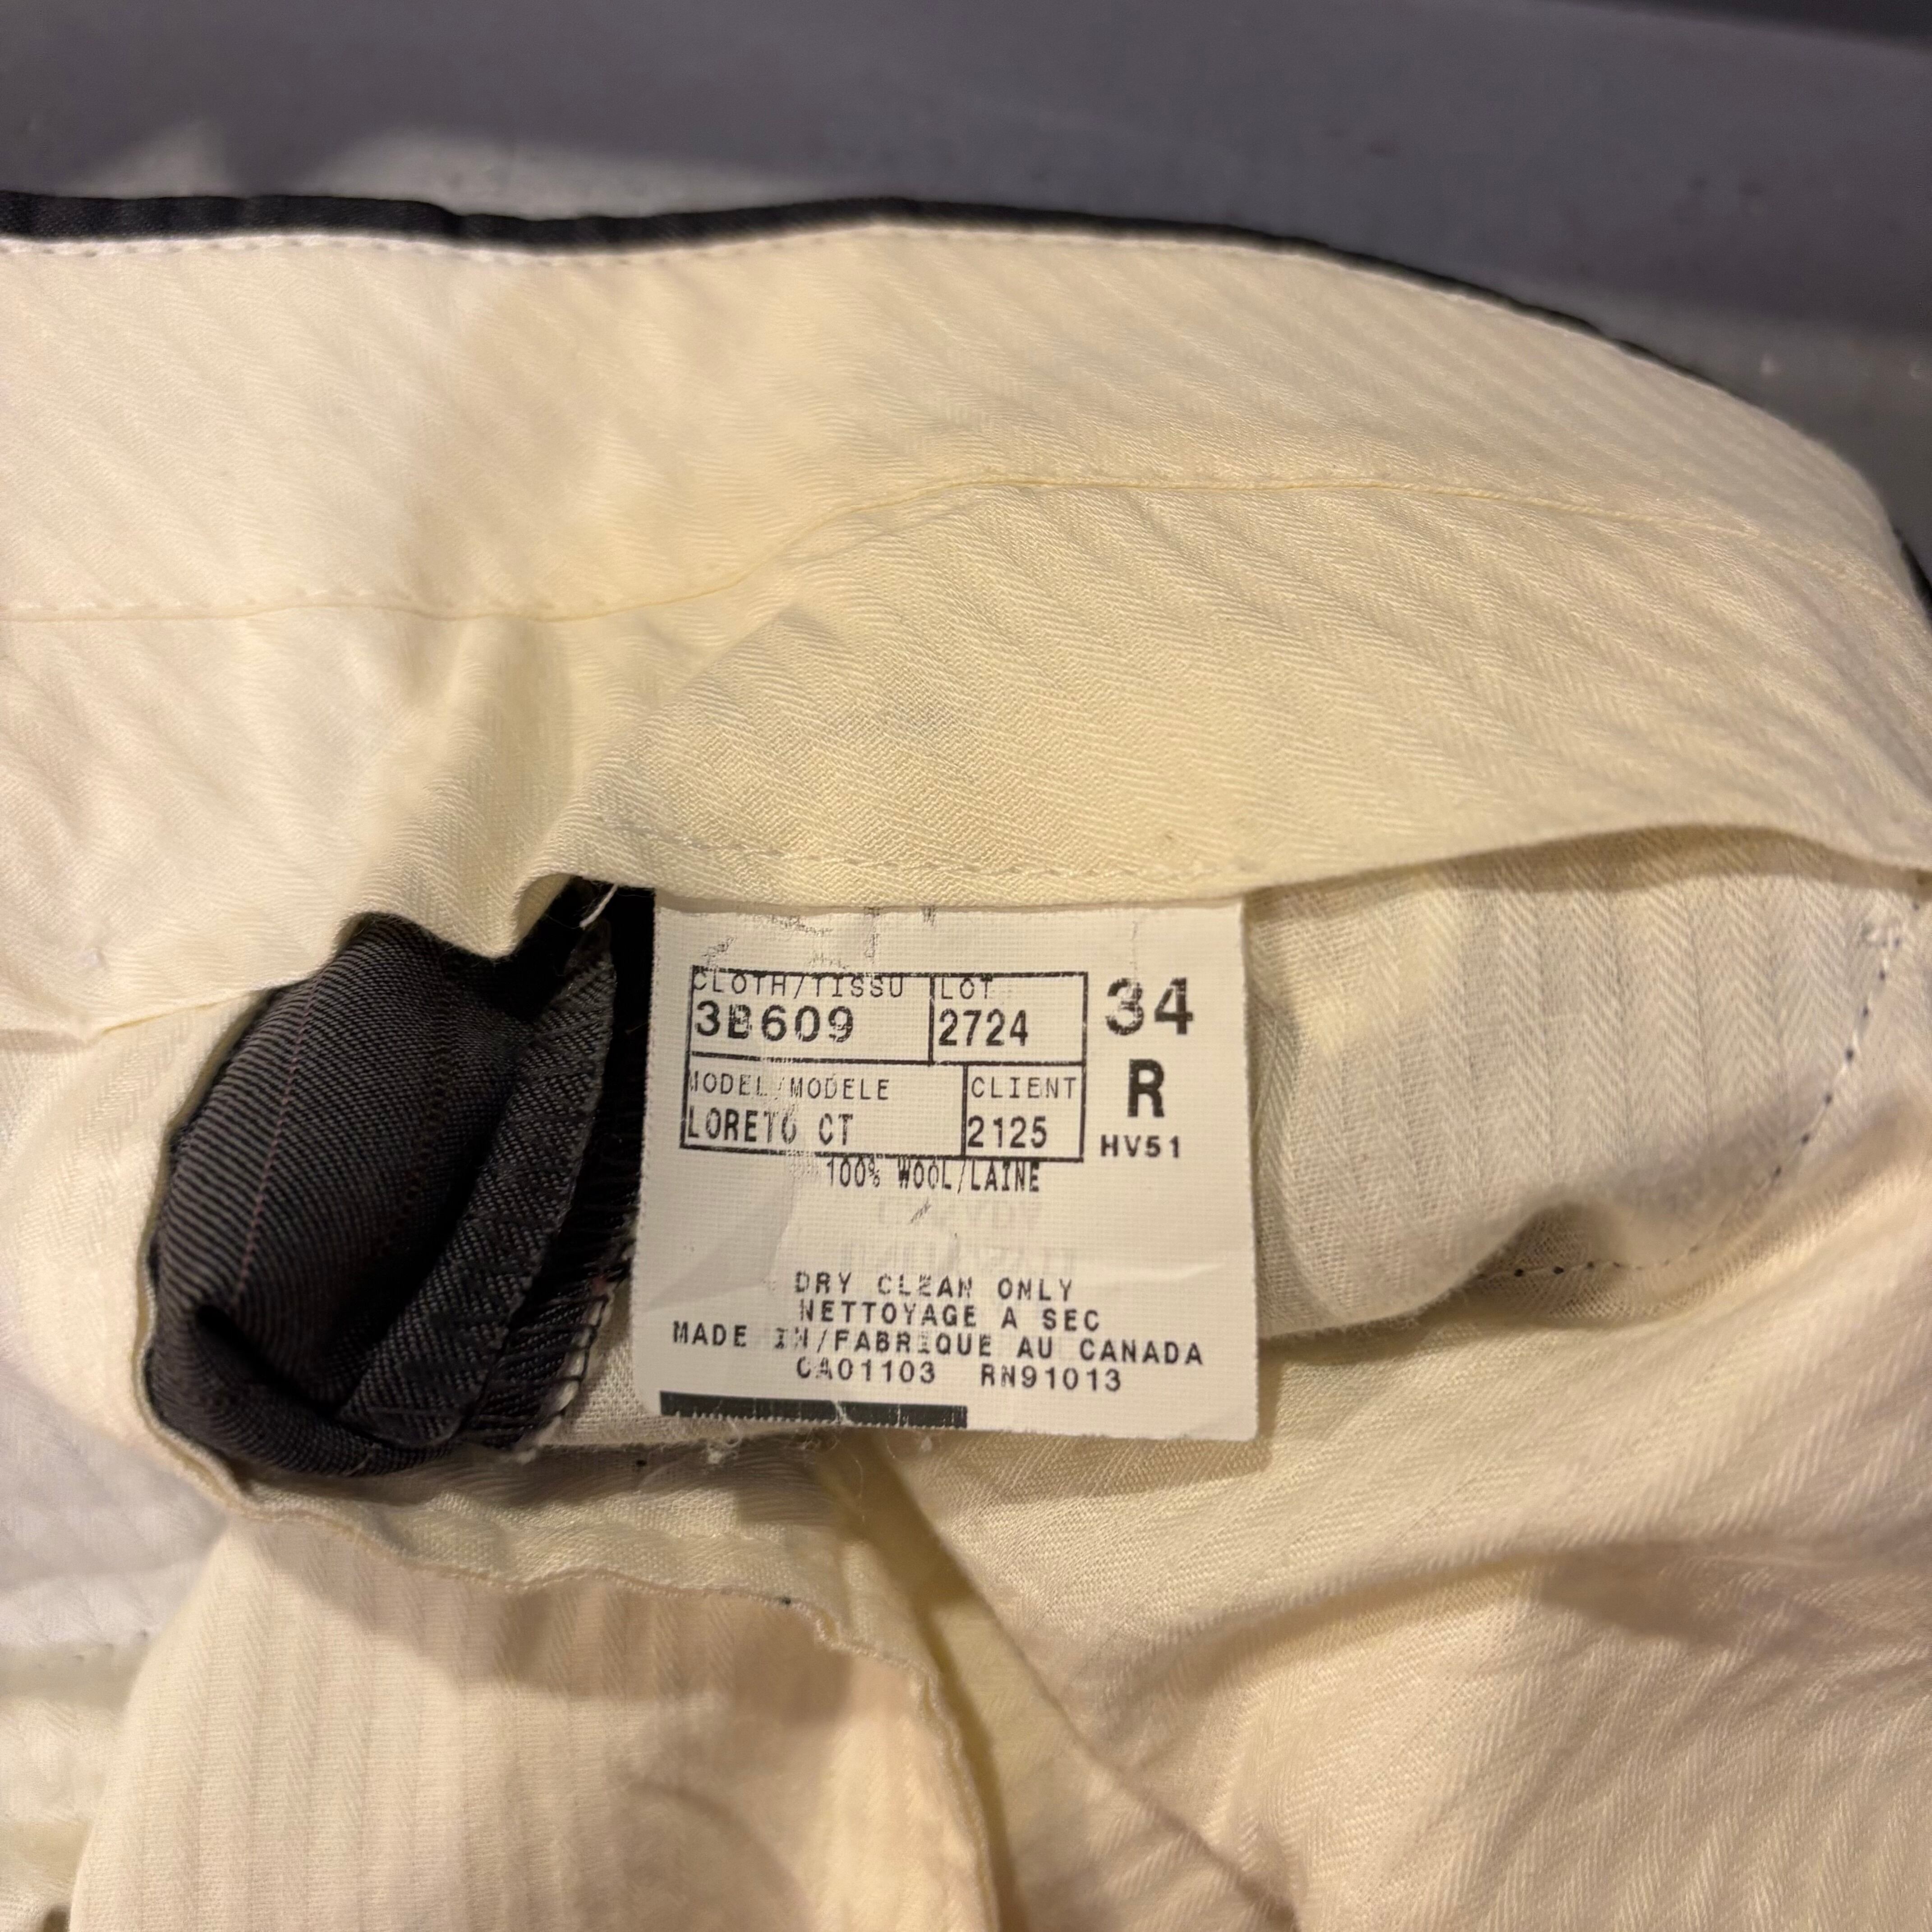 CLOTH/TISSU LOT 34
3B609 2724
MODEL/MODELE CLIENT R
LORETO CT 2125 HV51
100% WOOL/LAINE
DRY CLEAN ONLY
NETTOYAGE A SEC
MADE IN/FABRIQUE AU CANADA
CA01103 RN91013